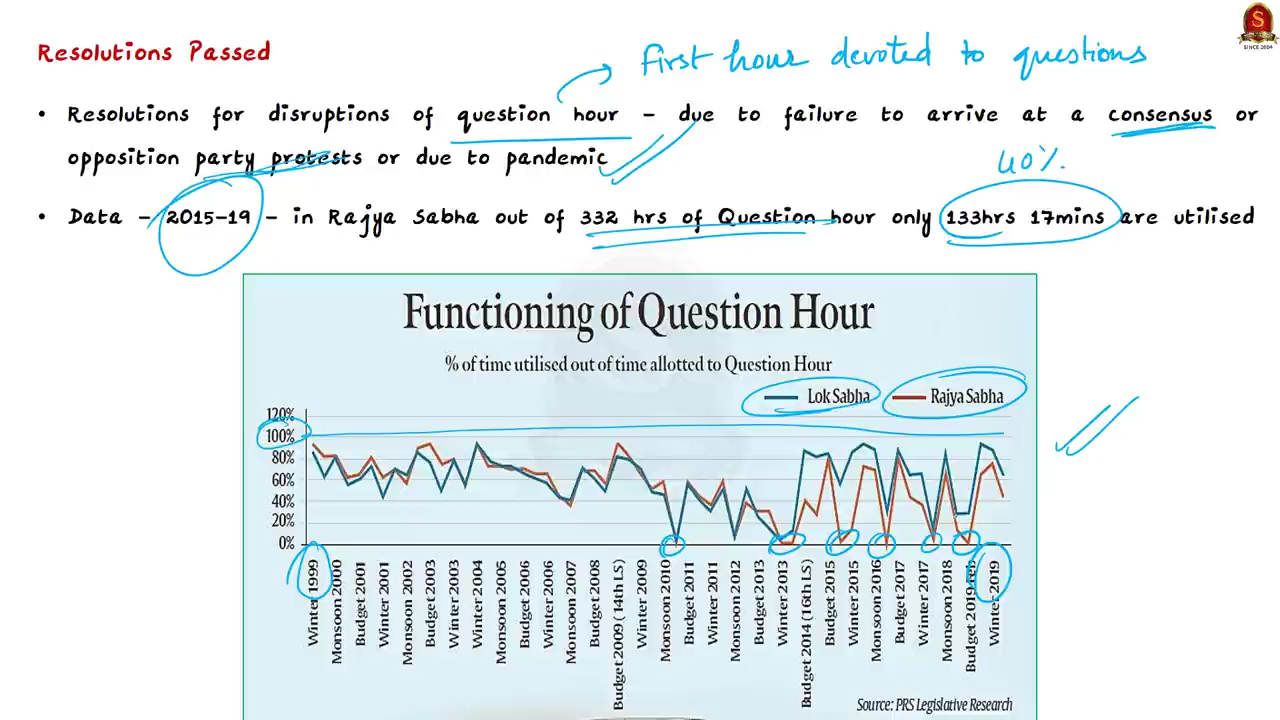 SINCE 2004
Resolutions Passed
First hour devoted to questions
• Resolutions for disruptions of question hour – due to failure to arrive at a consensus or
opposition party protests or due to pandemic
40%
• Data – 2015-19 – in Rajya Sabha out of 332 hrs of Question hour only 133hrs 17mins are utilised
Functioning of Question Hour
% of time utilised out of time allotted to Question Hour
Lok Sabha Rajya Sabha
120%
100%
80%
60%
40%
20%
0%
Winter 1999
Monsoon 2000
Budget 2001
Winter 2001
Monsoon 2002
Budget 2003
Winter 2003
Winter 2004
Monsoon 2005
Budget 2006
Winter 2006
Monsoon 2007
Budget 2008
Budget 2009 (14th LS)
Winter 2009
Monsoon 2010
Budget 2011
Winter 2011
Monsoon 2012
Budget 2013
Winter 2013
Budget 2014 (16th LS)
Budget 2015
Winter 2015
Monsoon 2016
Budget 2017
Winter 2017
Monsoon 2018
Budget 2019 Feb
Winter 2019
Source: PRS Legislative Research